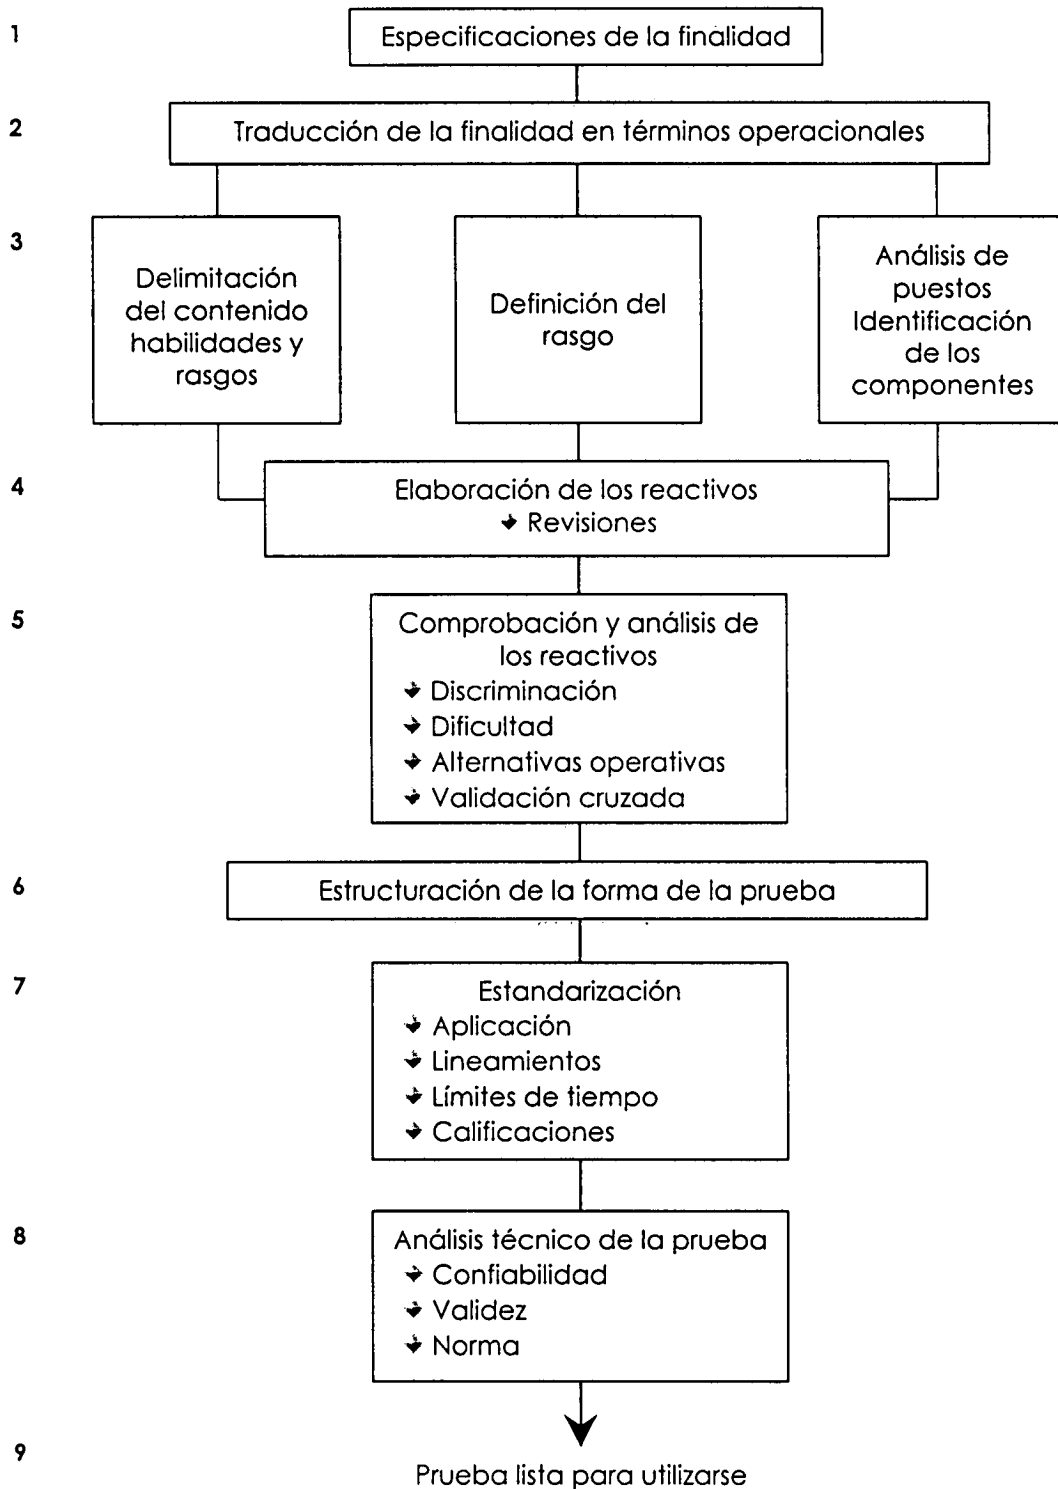 1
Especificaciones de la finalidad
2
Traducción de la finalidad en términos operacionales
3
Delimitación
del contenido
habilidades y
rasgos
Definición del
rasgo
Análisis de
puestos
Identificación
de los
componentes
4
Elaboración de los reactivos
Revisiones
5
Comprobación y análisis de
los reactivos
Discriminación
Dificultad
Alternativas operativas
Validación cruzada
6
Estructuración de la forma de la prueba
7
Estandarización
Aplicación
Lineamientos
Límites de tiempo
Calificaciones
8
Análisis técnico de la prueba
Confiabilidad
Validez
Norma
9
Prueba lista para utilizarse